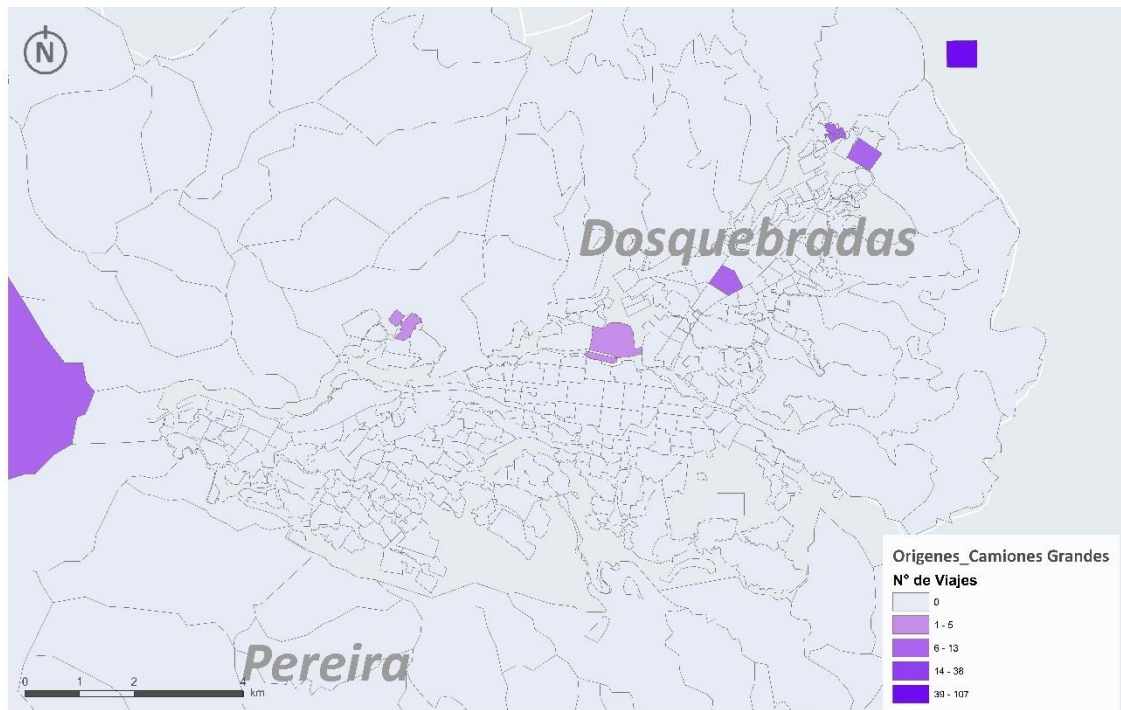 N
Dosquebradas
Pereira
0 1 2 4
km
Origenes_Camiones Grandes
N° de Viajes
0
1 - 5
6 - 13
14 - 38
39 - 107